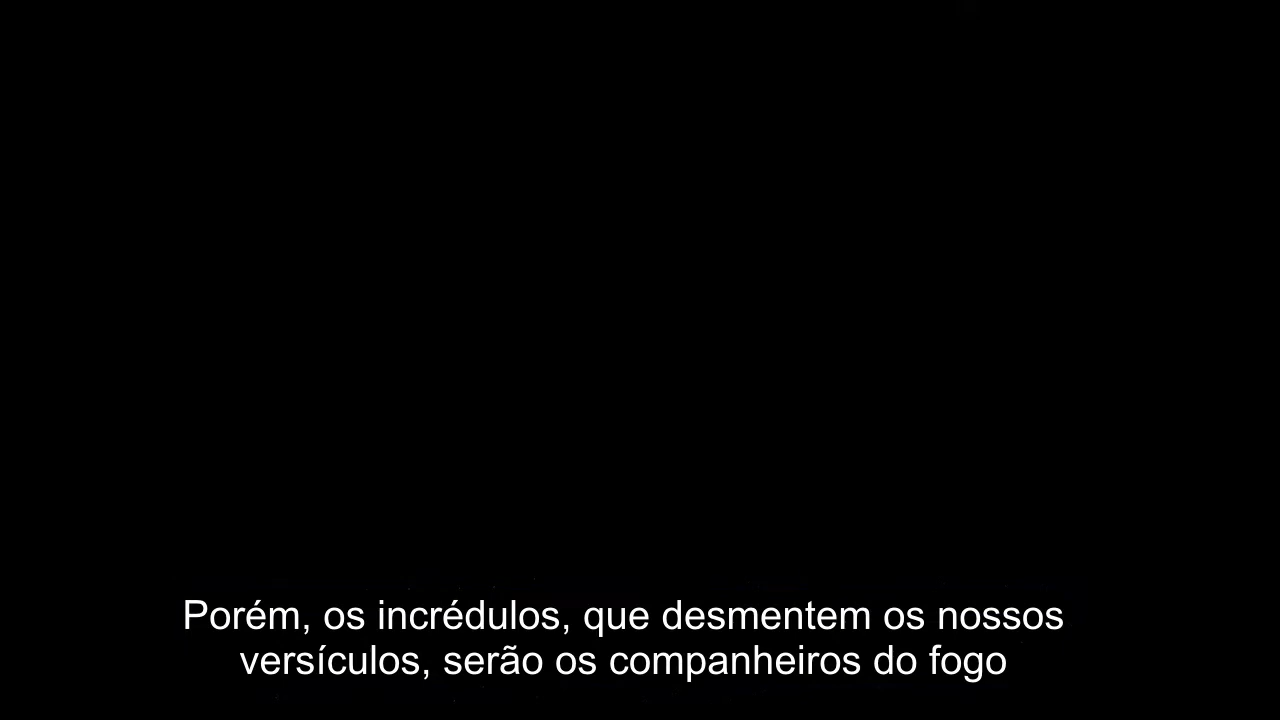 Porém, os incrédulos, que desmentem os nossos
versículos, serão os companheiros do fogo